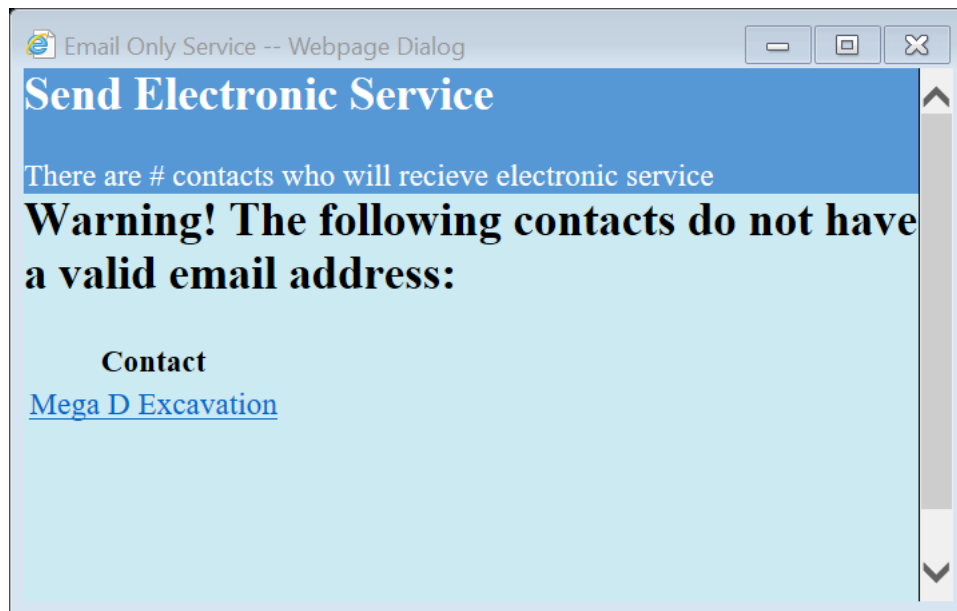 Email Only Service -- Webpage Dialog
Send Electronic Service
There are # contacts who will recieve electronic service
Warning! The following contacts do not have
a valid email address:
Contact
Mega D Excavation